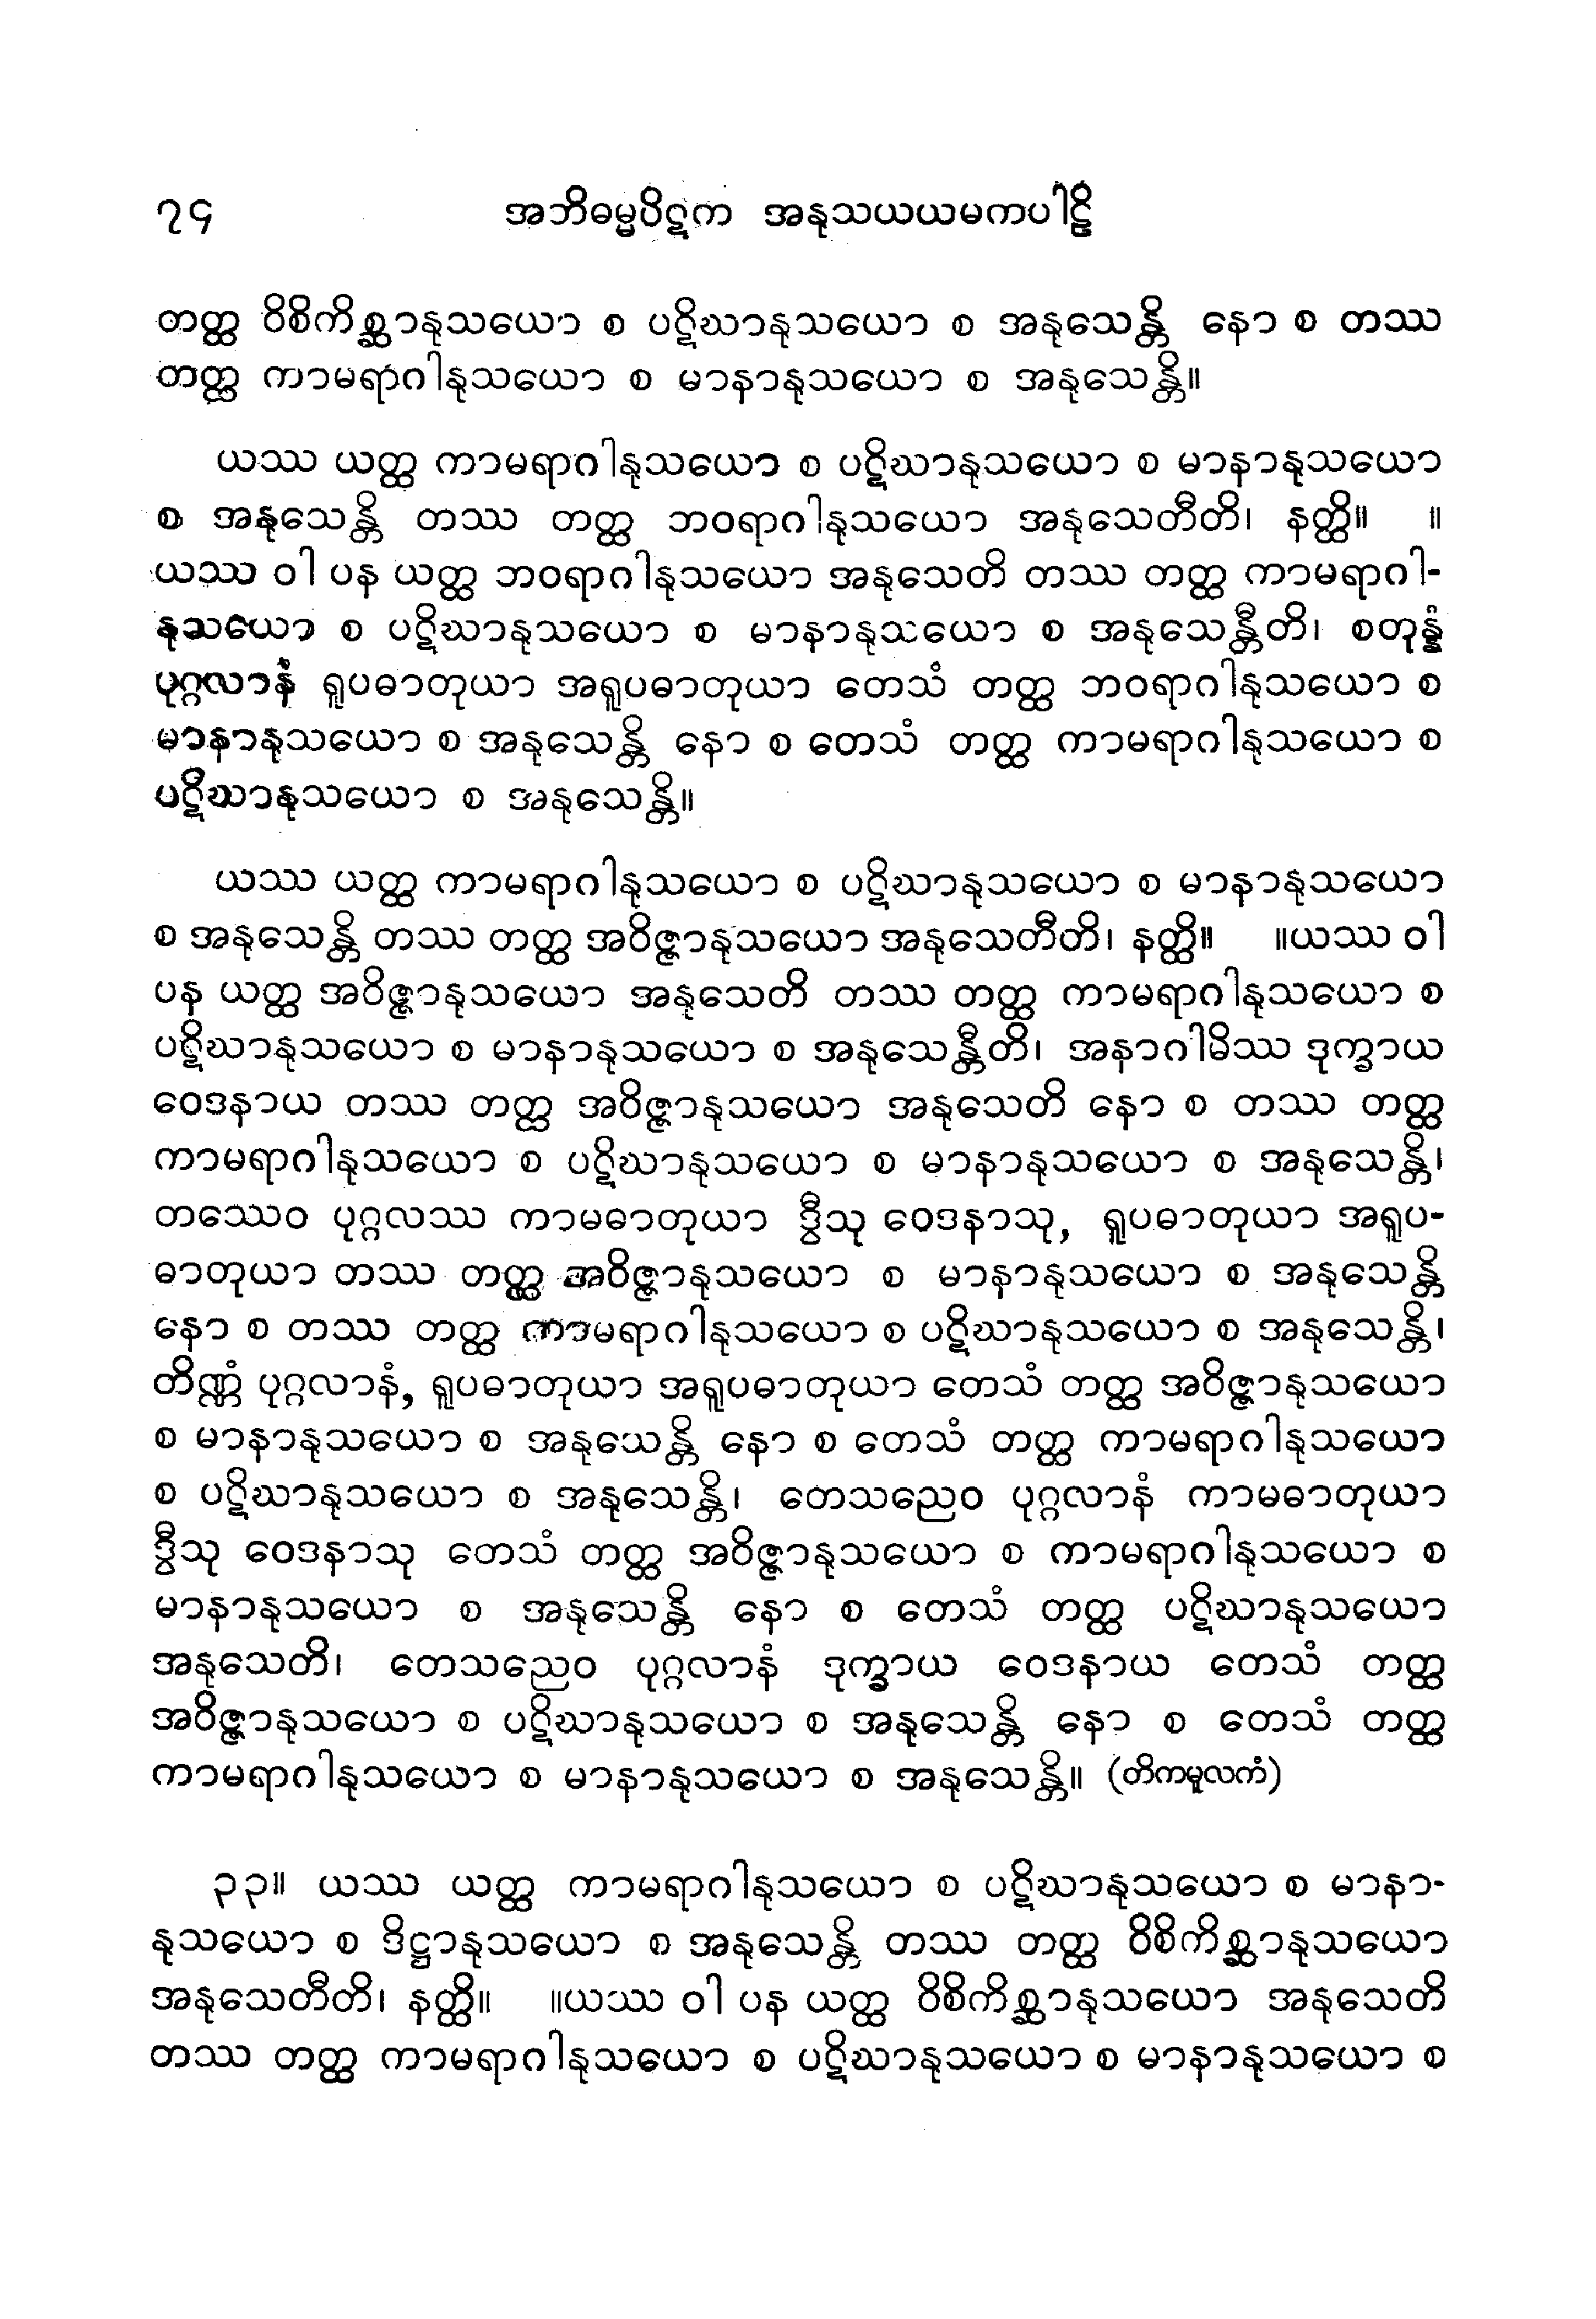 ၇၄ အဘိဓမ္မပိဋက အနုသယယမကပါဠိ
တတ္ထ ဝိစိကိစ္ဆာနုသယော စ ပဋိဃာနုသယော စ အနုသေန္တိ နော စ တဿ
တတ္ထ ကာမရာဂါနုသယော စ မာနာနုသယော စ အနုသေန္တိ။
ယဿ ယတ္ထ ကာမရာဂါနုသယော စ ပဋိဃာနုသယော စ မာနာနုသယော
စ အနုသေန္တိ တဿ တတ္ထ ဘဝရာဂါနုသယော အနုသေတီတိ၊ နတ္ထိ။ ။
ယဿ ဝါ ပန ယတ္ထ ဘဝရာဂါနုသယော အနုသေတိ တဿ တတ္ထ ကာမရာဂါ-
နုသယော စ ပဋိဃာနုသယော စ မာနာနုသယော စ အနုသေန္တီတိ၊ စတုန္နံ
ပုဂ္ဂလာနံ ရူပဓာတုယာ အရူပဓာတုယာ တေသံ တတ္ထ ဘဝရာဂါနုသယော စ
မာနာနုသယော စ အနုသေန္တိ နော စ တေသံ တတ္ထ ကာမရာဂါနုသယော စ
ပဋိဃာနုသယော စ အနုသေန္တိ။
ယဿ ယတ္ထ ကာမရာဂါနုသယော စ ပဋိဃာနုသယော စ မာနာနုသယော
စ အနုသေန္တိ တဿ တတ္ထ အဝိဇ္ဇာနုသယော အနုသေတီတိ၊ နတ္ထိ။ ။ယဿ ဝါ
ပန ယတ္ထ အဝိဇ္ဇာနုသယော အနုသေတိ တဿ တတ္ထ ကာမရာဂါနုသယော စ
ပဋိဃာနုသယော စ မာနာနုသယော စ အနုသေန္တီတိ၊ အနာဂါမိဿ ဒုက္ခာယ
ဝေဒနာယ တဿ တတ္ထ အဝိဇ္ဇာနုသယော အနုသေတိ နော စ တဿ တတ္ထ
ကာမရာဂါနုသယော စ ပဋိဃာနုသယော စ မာနာနုသယော စ အနုသေန္တိ၊
တဿေဝ ပုဂ္ဂလဿ ကာမဓာတုယာ ဒွီသု ဝေဒနာသု, ရူပဓာတုယာ အရူပ-
ဓာတုယာ တဿ တတ္ထ အဝိဇ္ဇာနုသယော စ မာနာနုသယော စ အနုသေန္တိ
နော စ တဿ တတ္ထ ကာမရာဂါနုသယော စ ပဋိဃာနုသယော စ အနုသေန္တိ၊
တိဏ္ဏံ ပုဂ္ဂလာနံ, ရူပဓာတုယာ အရူပဓာတုယာ တေသံ တတ္ထ အဝိဇ္ဇာနုသယော
စ မာနာနုသယော စ အနုသေန္တိ နော စ တေသံ တတ္ထ ကာမရာဂါနုသယော
စ ပဋိဃာနုသယော စ အနုသေန္တိ၊ တေသညေဝ ပုဂ္ဂလာနံ ကာမဓာတုယာ
ဒွီသု ဝေဒနာသု တေသံ တတ္ထ အဝိဇ္ဇာနုသယော စ ကာမရာဂါနုသယော စ
မာနာနုသယော စ အနုသေန္တိ နော စ တေသံ တတ္ထ ပဋိဃာနုသယော
အနုသေတိ၊ တေသညေဝ ပုဂ္ဂလာနံ ဒုက္ခာယ ဝေဒနာယ တေသံ တတ္ထ
အဝိဇ္ဇာနုသယော စ ပဋိဃာနုသယော စ အနုသေန္တိ နော စ တေသံ တတ္ထ
ကာမရာဂါနုသယော စ မာနာနုသယော စ အနုသေန္တိ။ (တိကမူလကံ)
၃၃။ ယဿ ယတ္ထ ကာမရာဂါနုသယော စ ပဋိဃာနုသယော စ မာနာ-
နုသယော စ ဒိဋ္ဌာနုသယော စ အနုသေန္တိ တဿ တတ္ထ ဝိစိကိစ္ဆာနုသယော
အနုသေတီတိ၊ နတ္ထိ။ ။ယဿ ဝါ ပန ယတ္ထ ဝိစိကိစ္ဆာနုသယော အနုသေတိ
တဿ တတ္ထ ကာမရာဂါနုသယော စ ပဋိဃာနုသယော စ မာနာနုသယော စ